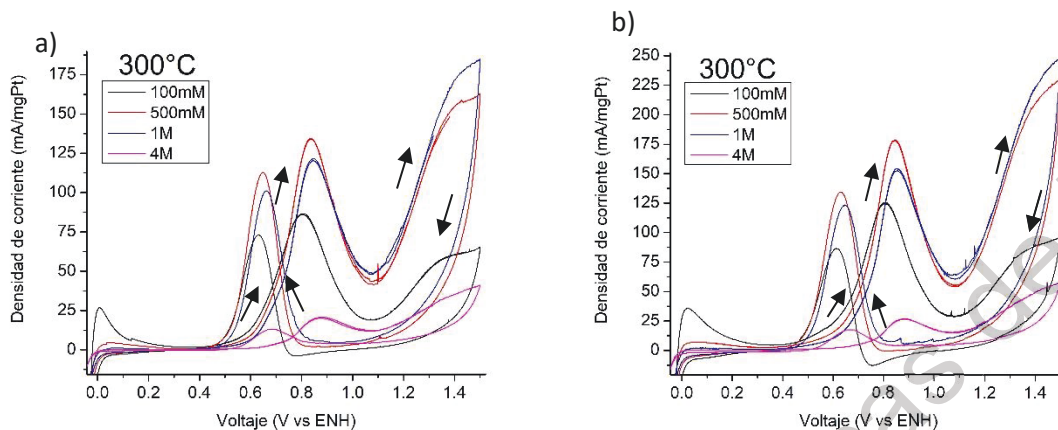 a)
300°C
100mM
500mM
1M
4M
Densidad de corriente (mA/mgPt)
175
150
125
100
75
50
25
0
0.0 0.2 0.4 0.6 0.8 1.0 1.2 1.4
Voltaje (V vs ENH)
b)
300°C
100mM
500mM
1M
4M
Densidad de corriente (mA/mgPt)
250
225
200
175
150
125
100
75
50
25
0
0.0 0.2 0.4 0.6 0.8 1.0 1.2 1.4
Voltaje (V vs ENH)
as de